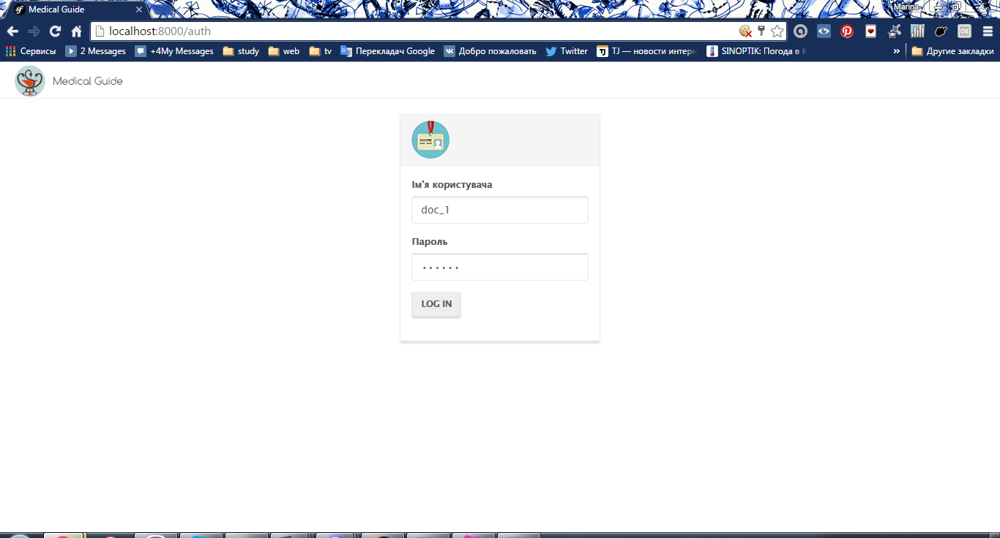 Medical Guide
Marina
localhost:8000/auth
Сервисы
2 Messages
+4My Messages
study
web
tv
Перекладач Google
Добро пожаловать
Twitter
TJ — новости интерн
SINOPTIK: Погода в К
»
Другие закладки
Medical Guide
Ім'я користувача
doc_1
Пароль
······
LOG IN